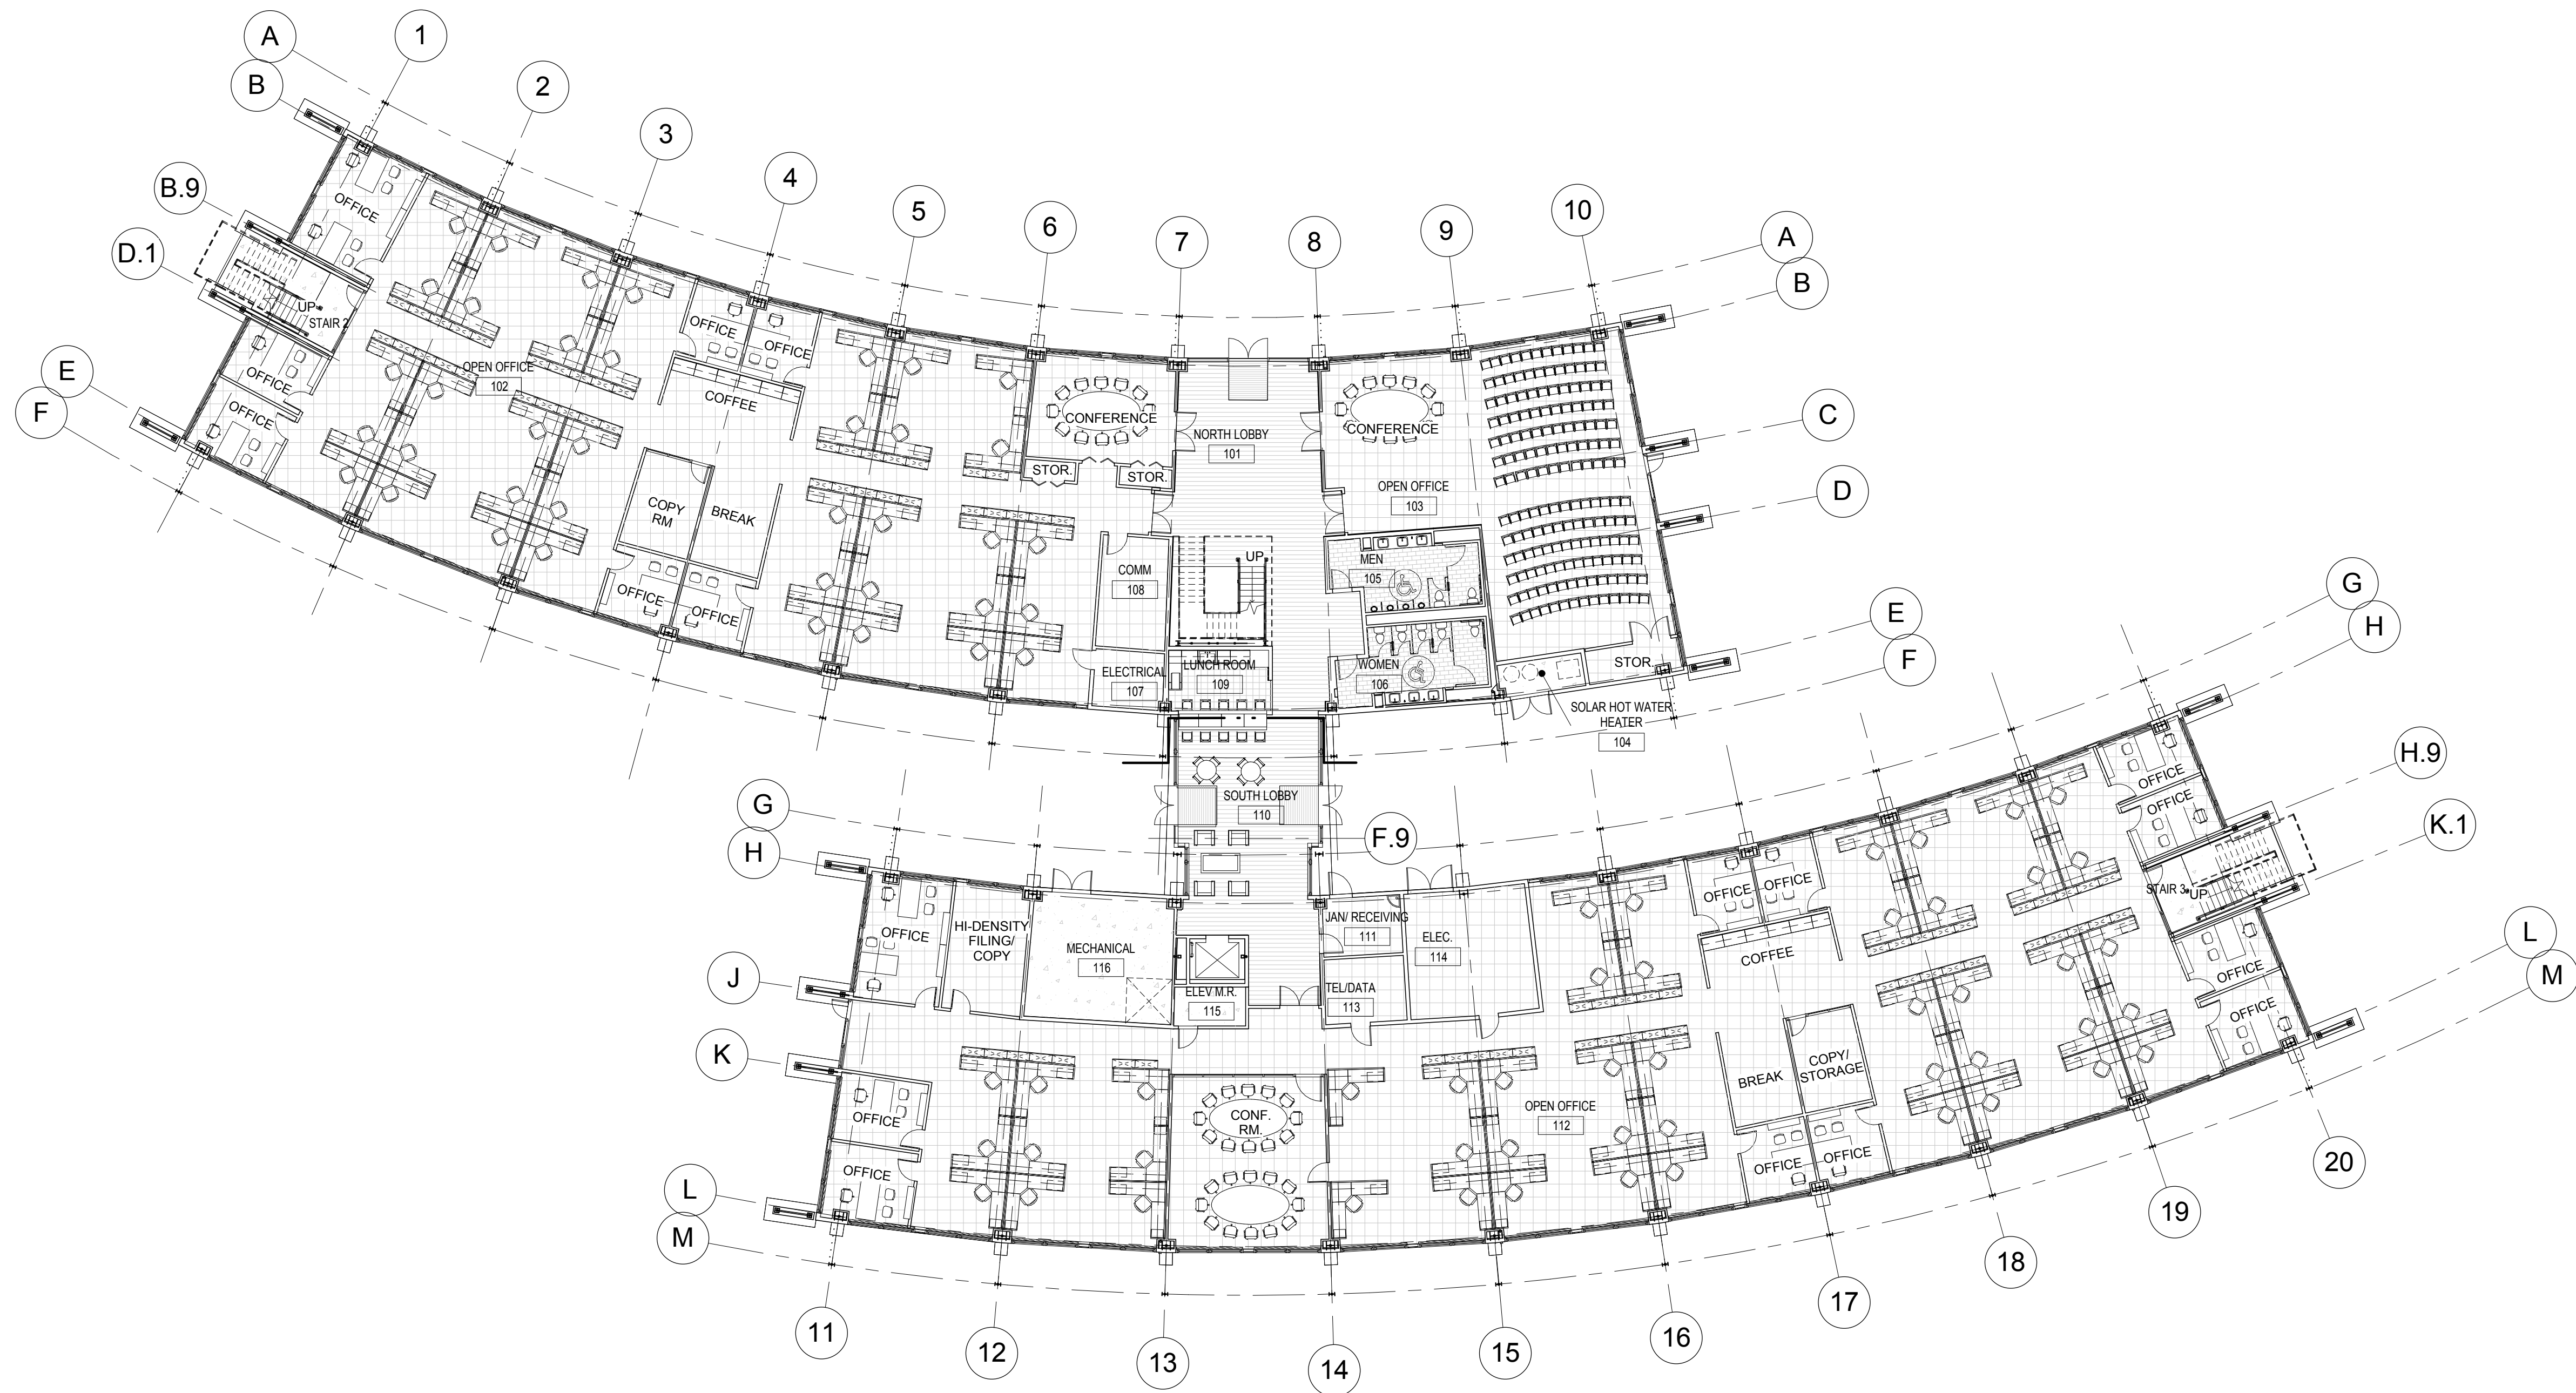 A
1
B
2
3
4
B.9
5
6
7
8
9
10
A
B
D.1
OFFICE
UP
STAIR 2
OFFICE
OFFICE
OPEN OFFICE
102
OFFICE
OFFICE
COFFEE
CONFERENCE
STOR.
STOR.
NORTH LOBBY
101
CONFERENCE
OPEN OFFICE
103
E
F
C
D
COPY
RM
BREAK
OFFICE
OFFICE
COMM
108
UP
MEN
105
ELECTRICAL
107
LUNCH ROOM
109
WOMEN
106
STOR.
SOLAR HOT WATER
HEATER
104
E
F
G
H
G
H
SOUTH LOBBY
110
F.9
H.9
K.1
OFFICE
HI-DENSITY
FILING/
COPY
MECHANICAL
116
ELEV M.R.
115
JAN/ RECEIVING
111
ELEC.
114
TEL/DATA
113
OFFICE
OFFICE
COFFEE
OFFICE
OFFICE
STAIR 3
UP
OFFICE
OFFICE
J
K
L
M
OFFICE
OFFICE
CONF.
RM.
OPEN OFFICE
112
BREAK
COPY/
STORAGE
OFFICE
OFFICE
L
M
11
12
13
14
15
16
17
18
19
20